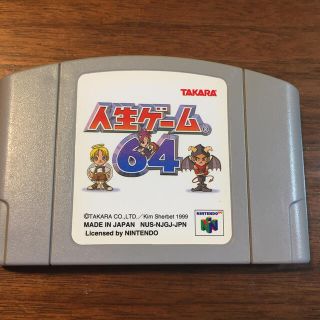 TAKARA
人生ゲーム®
64
©TAKARA CO.,LTD./Kim Sherbet 1999
MADE IN JAPAN NUS-NJGJ-JPN
Licensed by NINTENDO
NINTENDO 64